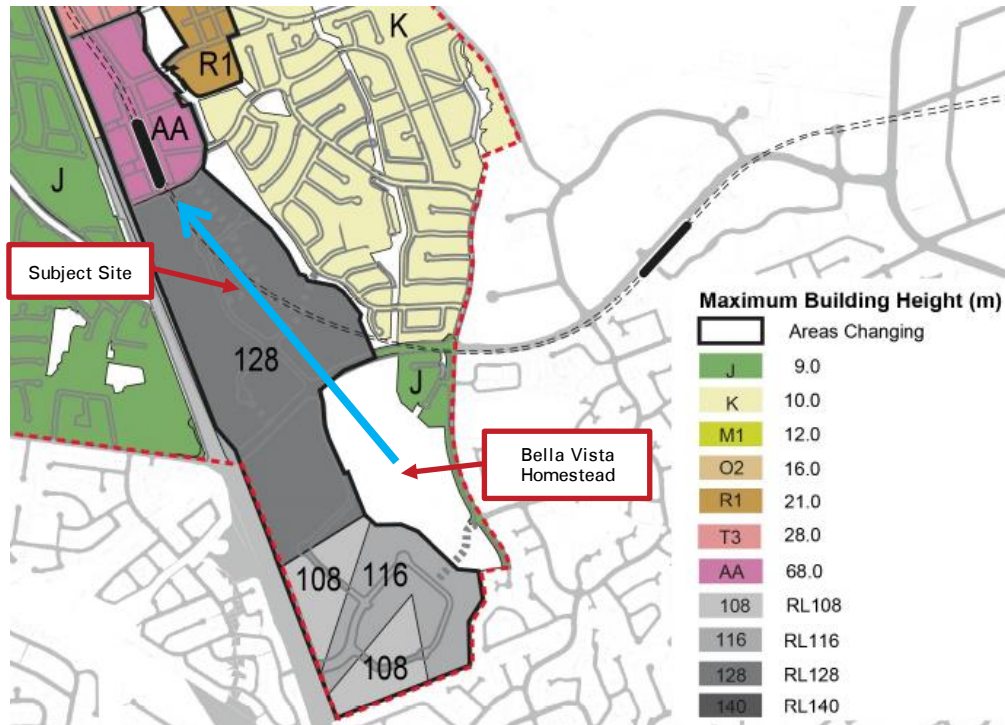 K
R1
AA
J
Subject Site
128
J
Bella Vista
Homestead
108
116
108
Maximum Building Height (m)
Areas Changing
J 9.0
K 10.0
M1 12.0
O2 16.0
R1 21.0
T3 28.0
AA 68.0
108 RL108
116 RL116
128 RL128
140 RL140